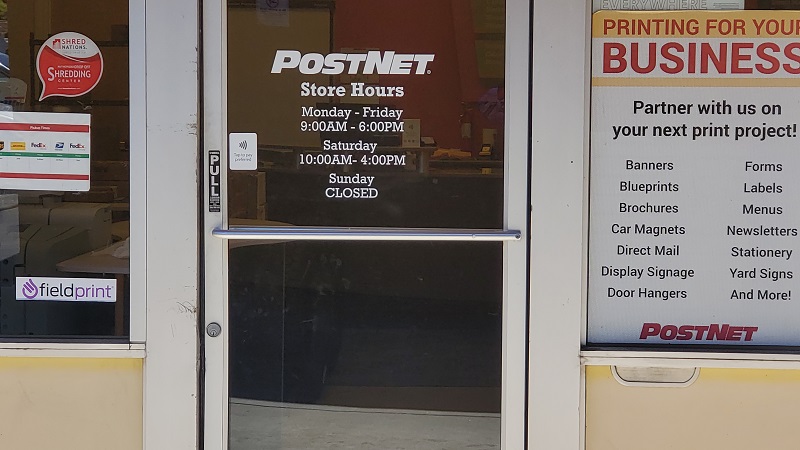 SHRED
NATIONS
SHREDDING
CENTER
FedEx
FedEx
fieldprint
POSTNET
Store Hours
Monday - Friday
9:00AM - 6:00PM
Saturday
10:00AM- 4:00PM
Sunday
CLOSED
PULL
EVERYWHERE
PRINTING FOR YOUR
BUSINESS
Partner with us on
your next print project!
Banners
Blueprints
Brochures
Car Magnets
Direct Mail
Display Signage
Door Hangers
Forms
Labels
Menus
Newsletters
Stationery
Yard Signs
And More!
POSTNET